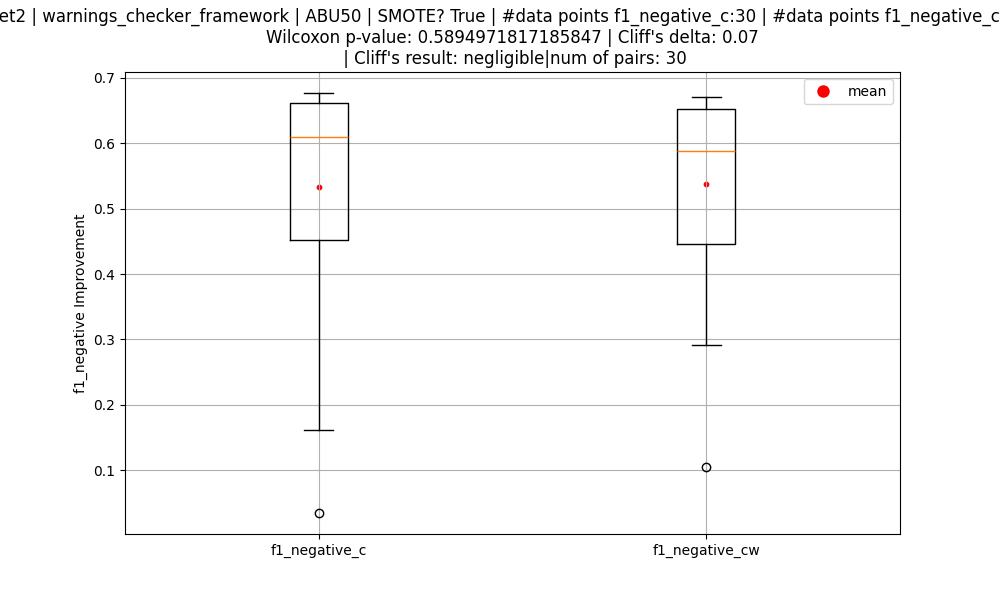 | warnings_checker_framework | ABU50 | SMOTE? True | #data points f1_negative_c:30 | #data points
Wilcoxon p-value: 0.5894971817185847 | Cliff's delta: 0.07
| Cliff's result: negligible|num of pairs: 30
0.7
mean
0.6
0.5
f1_negative Improvement
0.4
0.3
0.2
0.1
f1_negative_c
f1_negative_cw